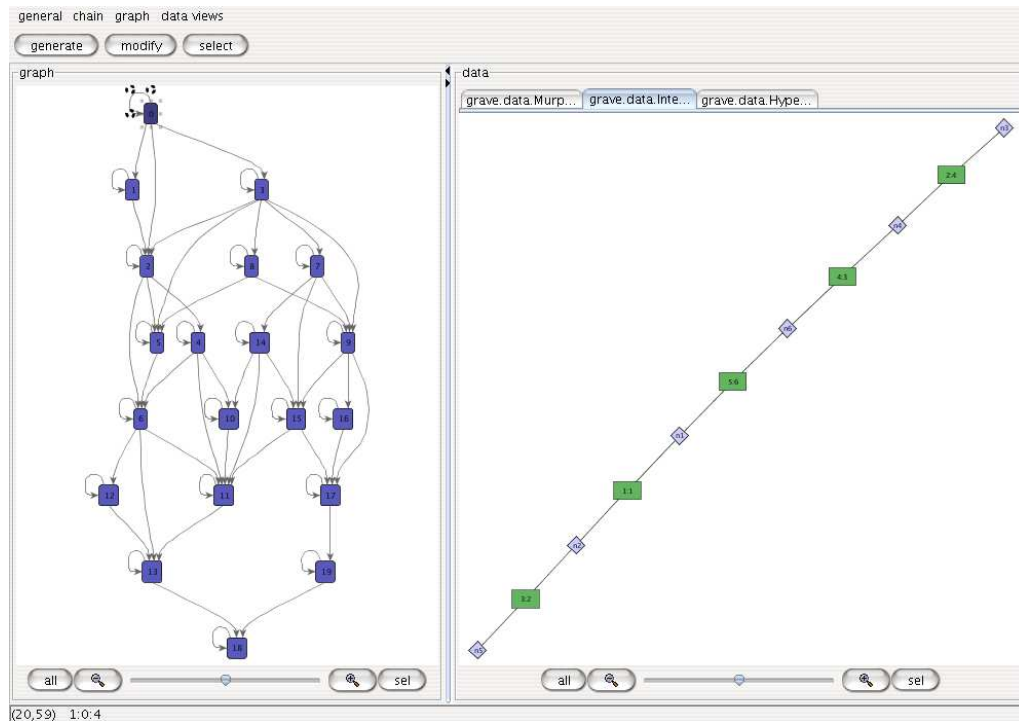 general chain graph data views
generate modify select
graph
data
grave.data.Murp... grave.data.Inte... grave.data.Hype...
0
1
3
2
8
7
5
4
14
9
6
10
15
16
12
11
17
13
19
18
n3
2:4
n4
4:3
n6
5:6
n1
1:1
n2
3:2
n5
all sel
all sel
(20,59) 1:0:4